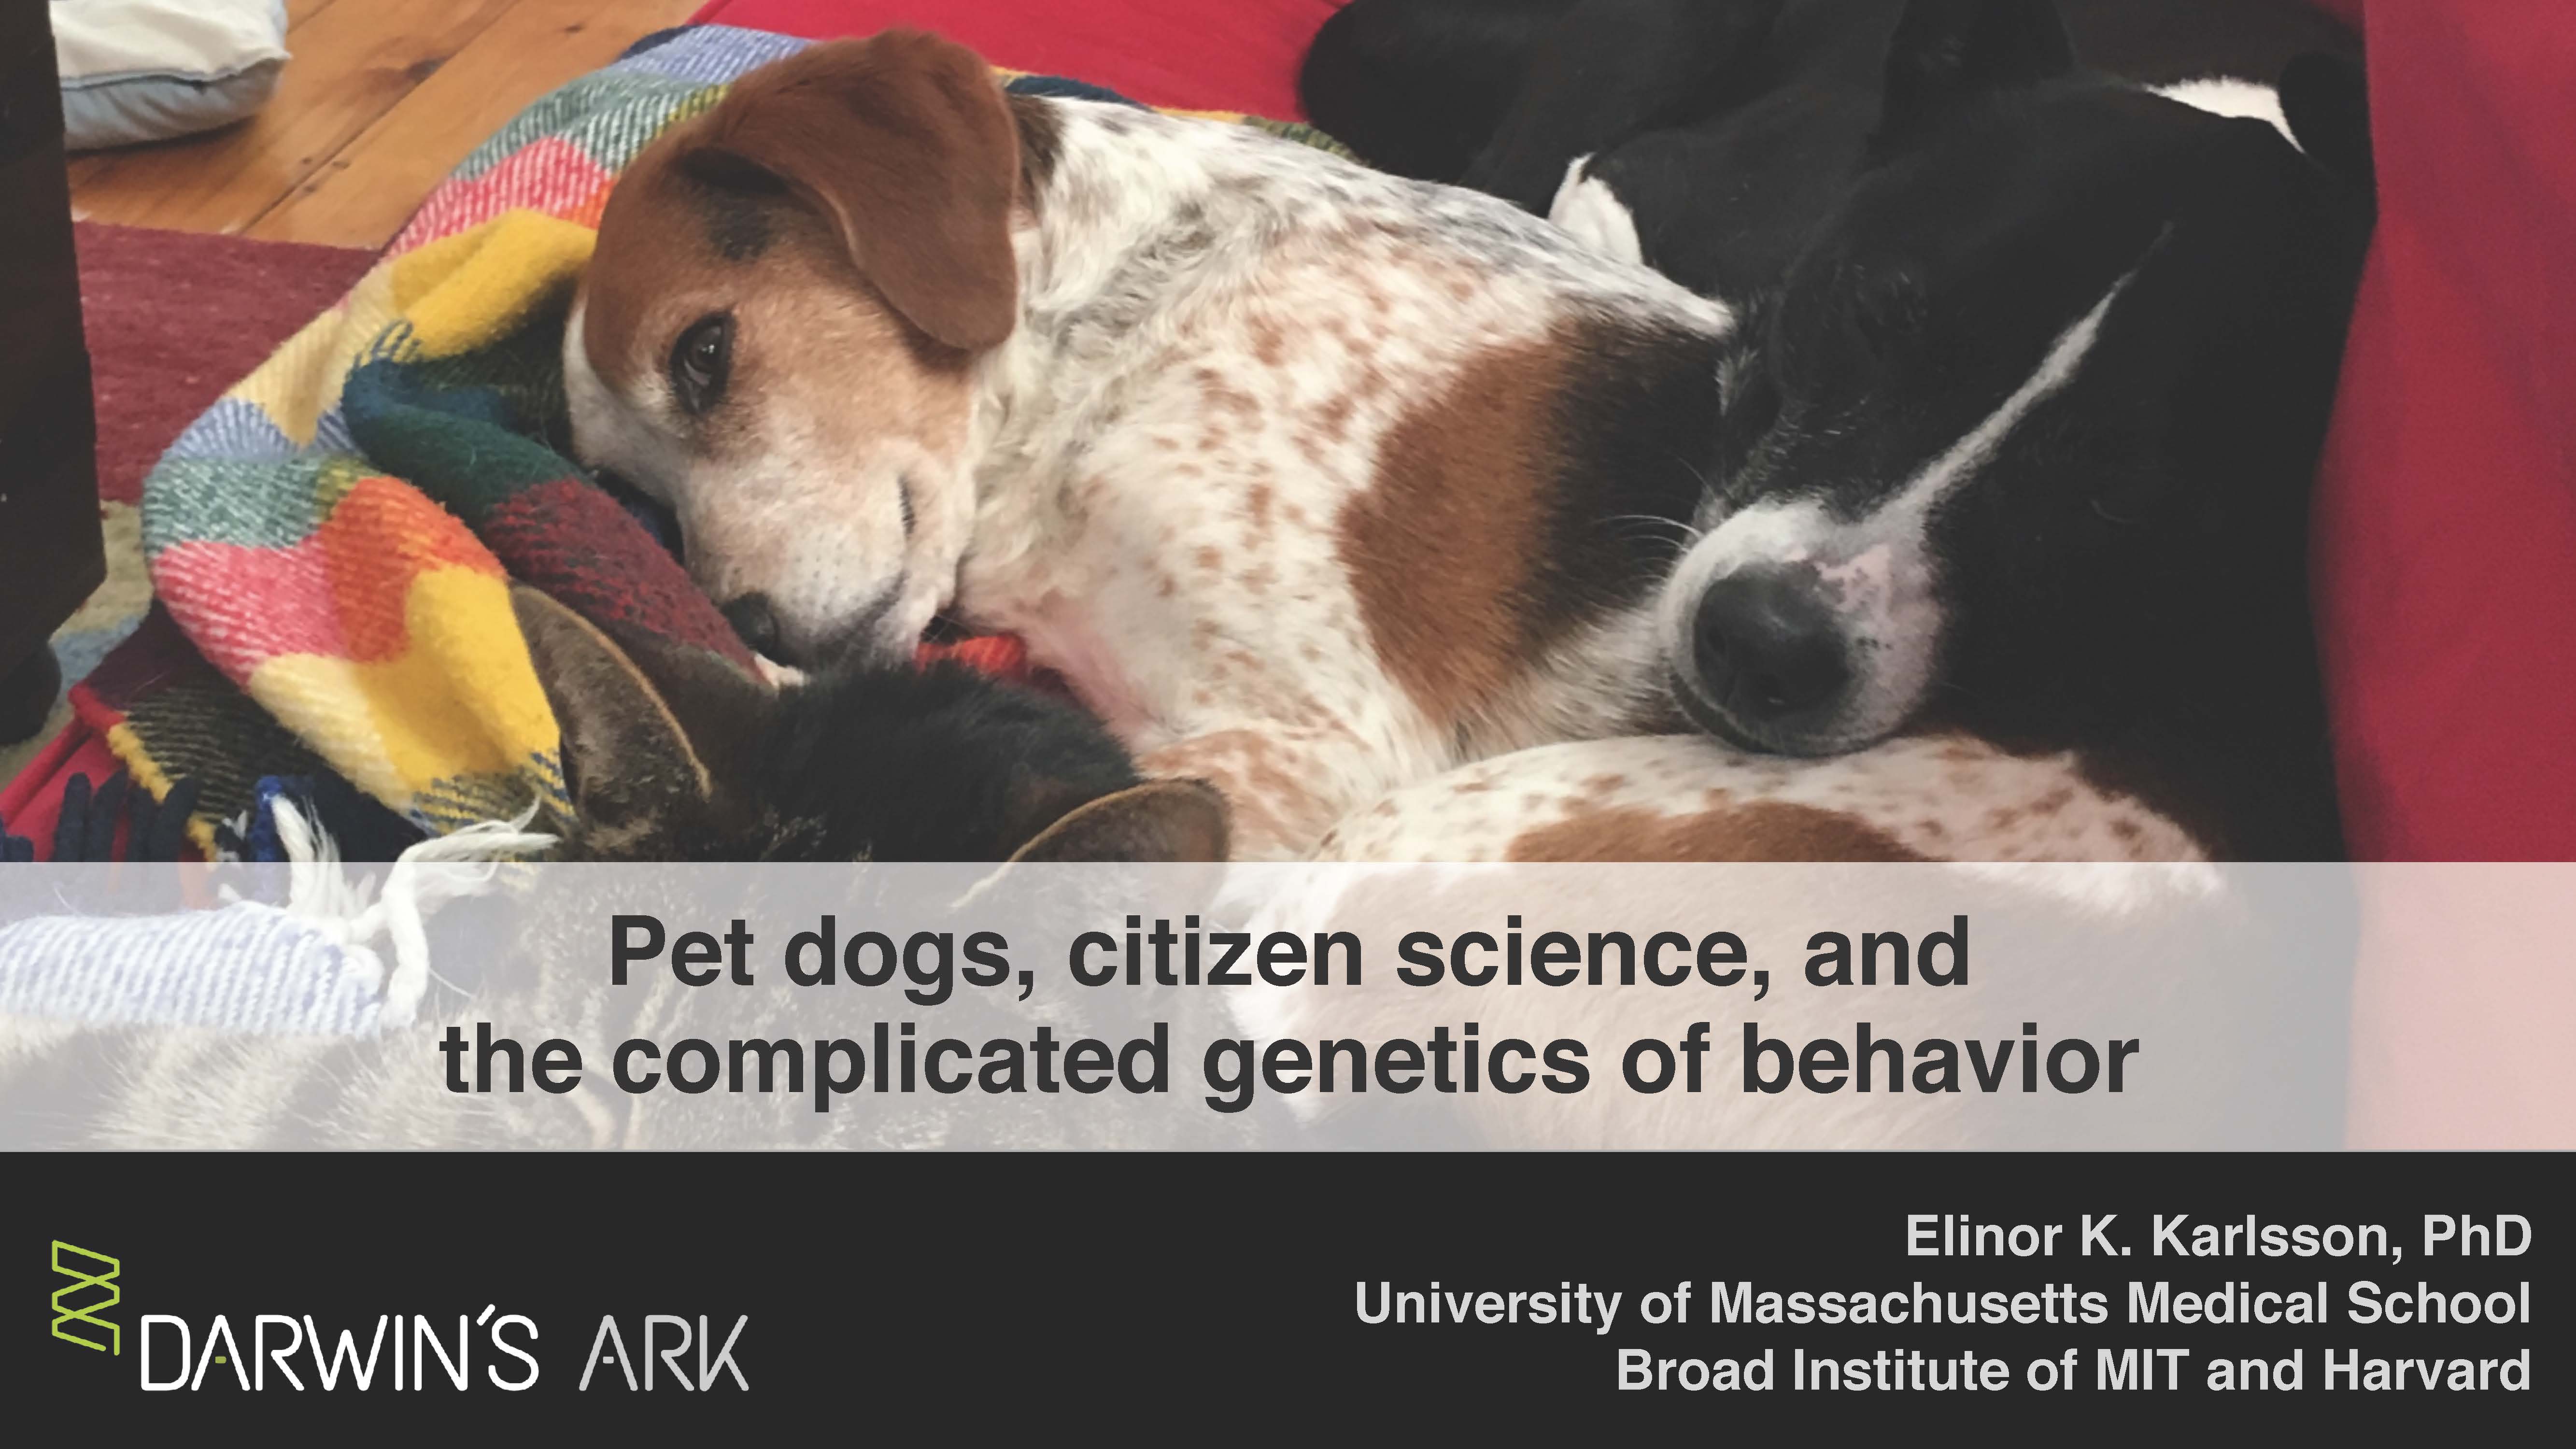 Pet dogs, citizen science, and
the complicated genetics of behavior
DARWIN'S ARK
Elinor K. Karlsson, PhD
University of Massachusetts Medical School
Broad Institute of MIT and Harvard